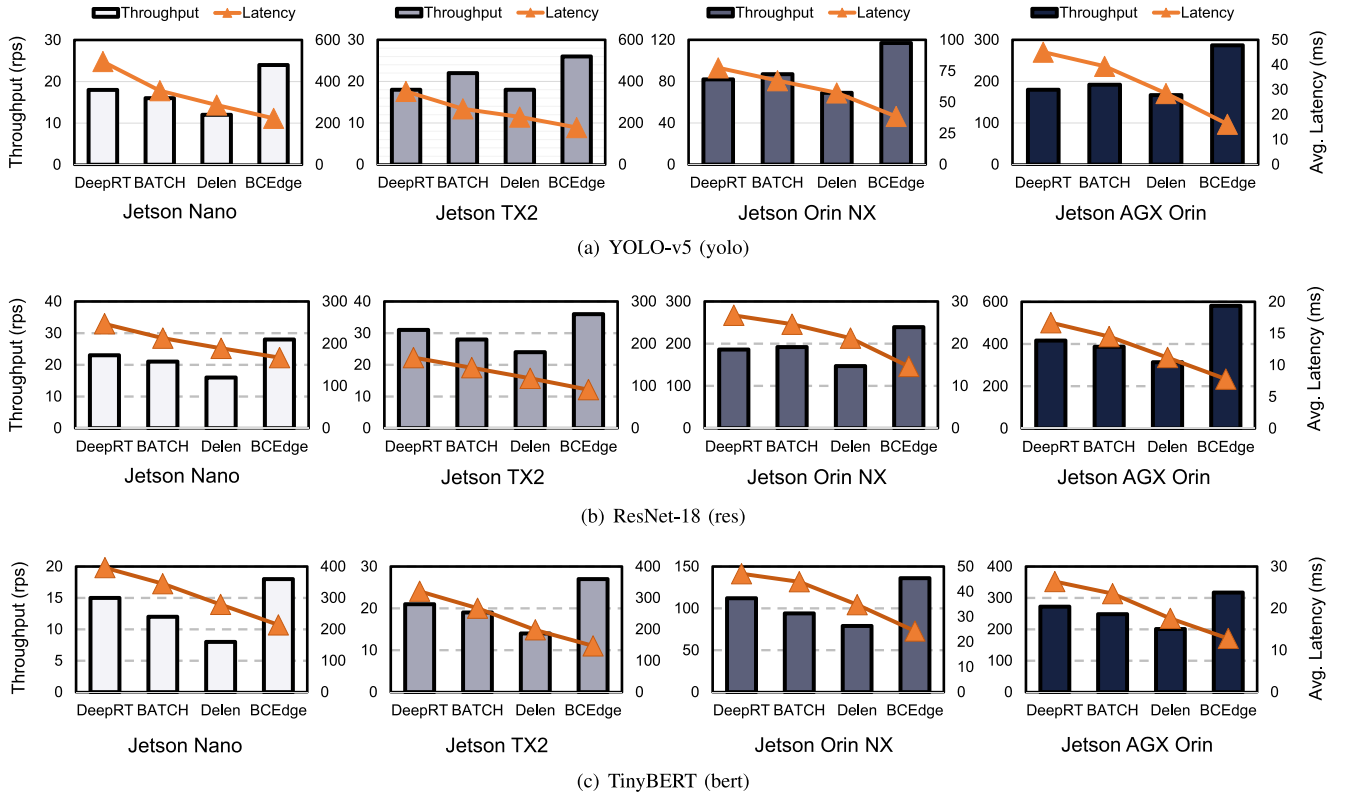 Throughput Latency Throughput Latency Throughput Latency Throughput Latency
Throughput (rps)
30 20 10 0
600 400 200 0
DeepRT BATCH Delen BCEdge
Jetson Nano
30 20 10 0
600 400 200 0
DeepRT BATCH Delen BCEdge
Jetson TX2
120 80 40 0
100 75 50 25 0
DeepRT BATCH Delen BCEdge
Jetson Orin NX
300 200 100 0
50 40 30 20 10 0
Avg. Latency (ms)
DeepRT BATCH Delen BCEdge
Jetson AGX Orin
(a) YOLO-v5 (yolo)
Throughput (rps)
40 30 20 10 0
300 200 100 0
DeepRT BATCH Delen BCEdge
Jetson Nano
40 30 20 10 0
300 200 100 0
DeepRT BATCH Delen BCEdge
Jetson TX2
300 200 100 0
30 20 10 0
DeepRT BATCH Delen BCEdge
Jetson Orin NX
600 400 200 0
20 15 10 5 0
Avg. Latency (ms)
DeepRT BATCH Delen BCEdge
Jetson AGX Orin
(b) ResNet-18 (res)
Throughput (rps)
20 15 10 5 0
400 300 200 100 0
DeepRT BATCH Delen BCEdge
Jetson Nano
30 20 10 0
400 300 200 100 0
DeepRT BATCH Delen BCEdge
Jetson TX2
150 100 50 0
50 40 30 20 10 0
DeepRT BATCH Delen BCEdge
Jetson Orin NX
400 300 200 100 0
30 20 10 0
Avg. Latency (ms)
DeepRT BATCH Delen BCEdge
Jetson AGX Orin
(c) TinyBERT (bert)